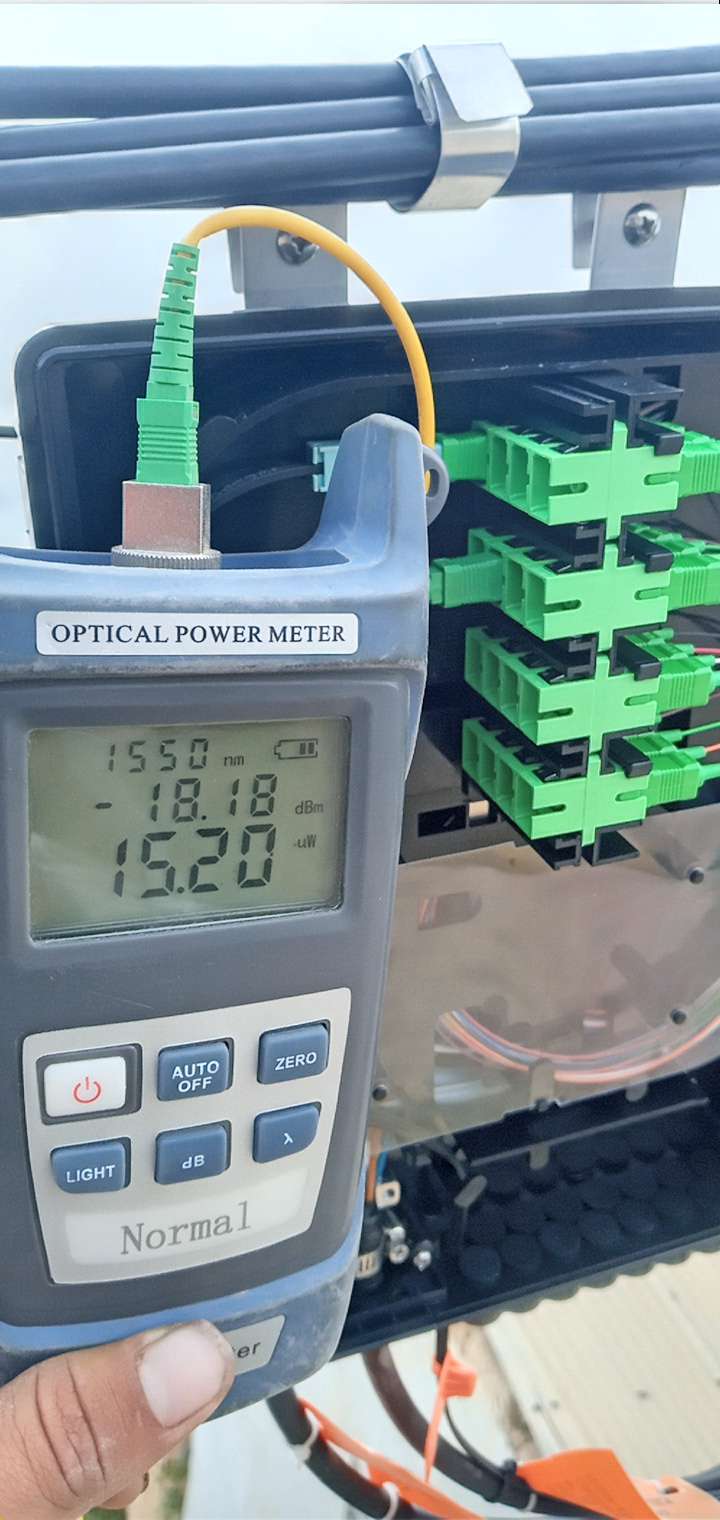 OPTICAL POWER METER
1550 nm
-18.18 dBm
15.20 uW
AUTO OFF
ZERO
LIGHT
dB
λ
Normal